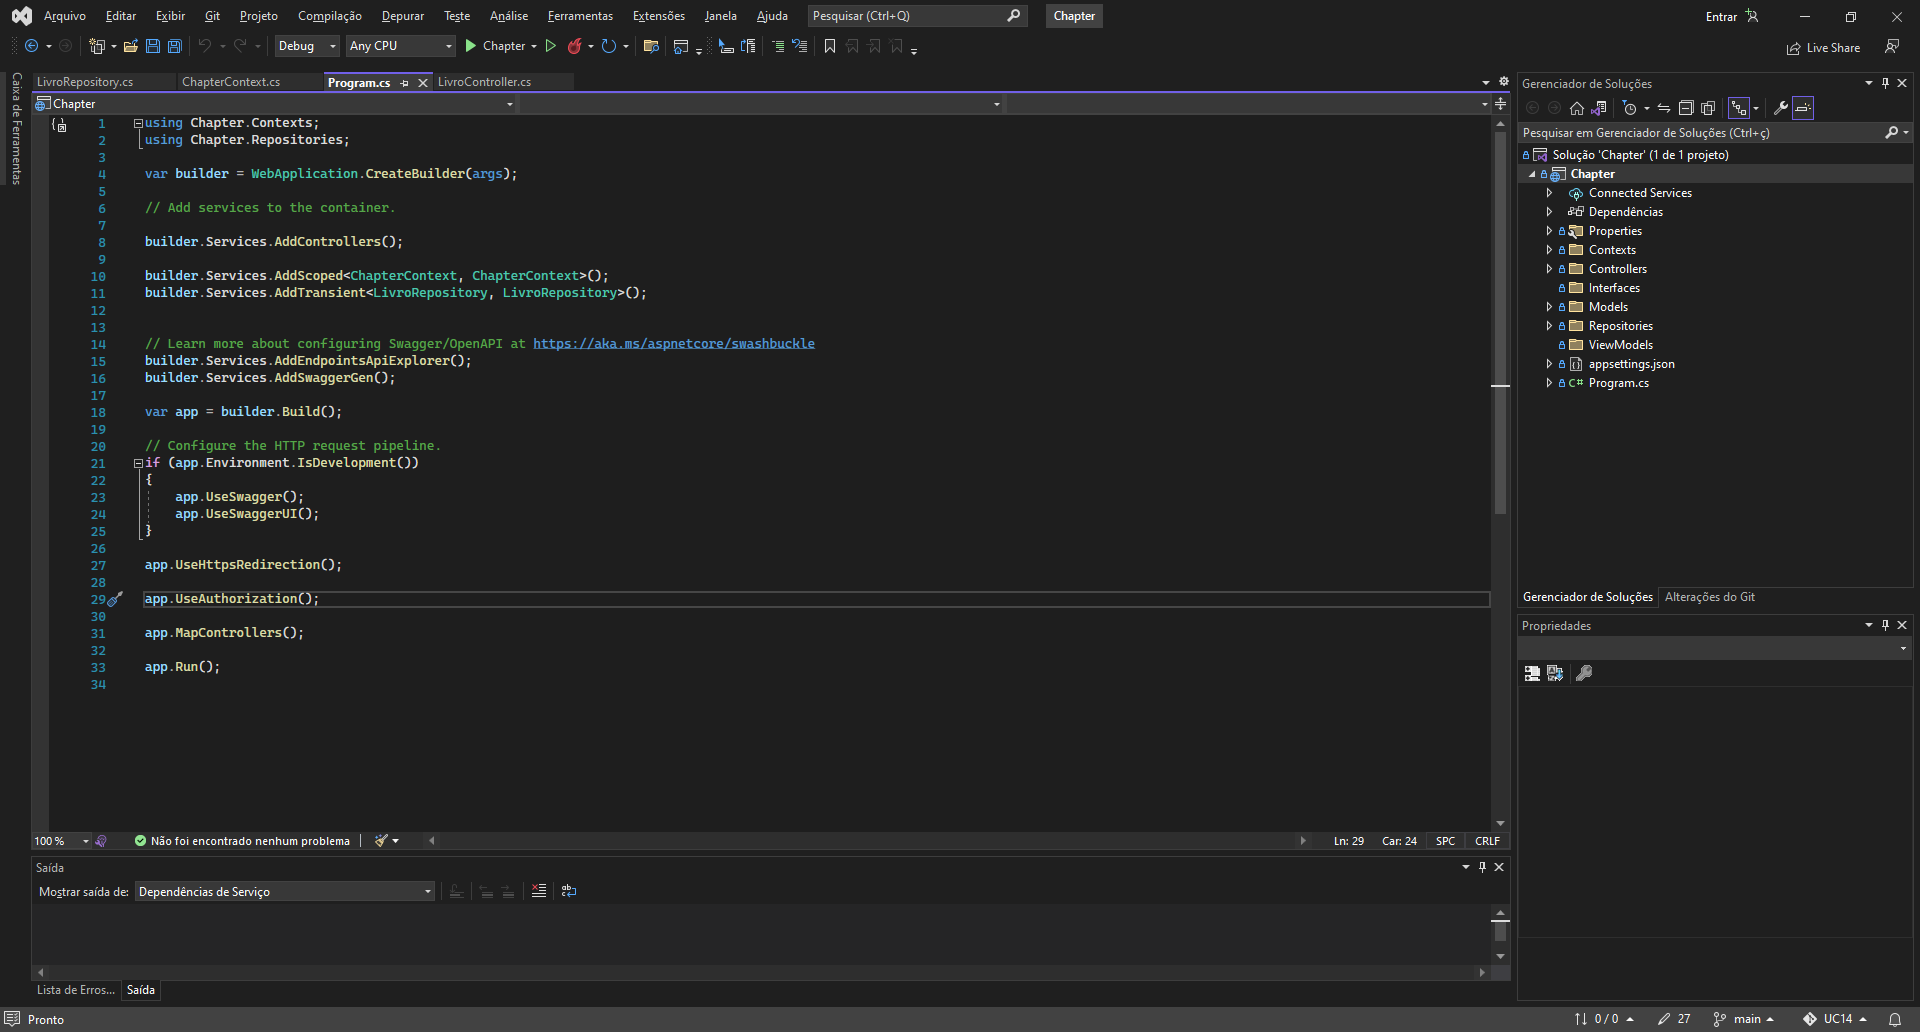 Arquivo Editar Exibir Git Projeto Compilação Depurar Teste Análise Ferramentas Extensões Janela Ajuda Pesquisar (Ctrl+Q) Chapter Entrar
Debug Any CPU Chapter Live Share
Caixa de Ferramentas
LivroRepository.cs ChapterContext.cs Program.cs LivroController.cs
Chapter
1 using Chapter.Contexts;
2 using Chapter.Repositories;
3
4 var builder = WebApplication.CreateBuilder(args);
5
6 // Add services to the container.
7
8 builder.Services.AddControllers();
9
10 builder.Services.AddScoped<ChapterContext, ChapterContext>();
11 builder.Services.AddTransient<LivroRepository, LivroRepository>();
12
13
14 // Learn more about configuring Swagger/OpenAPI at https://aka.ms/aspnetcore/swashbuckle
15 builder.Services.AddEndpointsApiExplorer();
16 builder.Services.AddSwaggerGen();
17
18 var app = builder.Build();
19
20 // Configure the HTTP request pipeline.
21 if (app.Environment.IsDevelopment())
22 {
23 app.UseSwagger();
24 app.UseSwaggerUI();
25 }
26
27 app.UseHttpsRedirection();
28
29 app.UseAuthorization();
30
31 app.MapControllers();
32
33 app.Run();
34
100 % Não foi encontrado nenhum problema Ln: 29 Car: 24 SPC CRLF
Saída
Mostrar saída de: Dependências de Serviço
Lista de Erros... Saída
Gerenciador de Soluções
Pesquisar em Gerenciador de Soluções (Ctrl+ç)
Solução 'Chapter' (1 de 1 projeto)
Chapter
Connected Services
Dependências
Properties
Contexts
Controllers
Interfaces
Models
Repositories
ViewModels
appsettings.json
C# Program.cs
Gerenciador de Soluções Alterações do Git
Propriedades
Pronto 0 / 0 27 main UC14